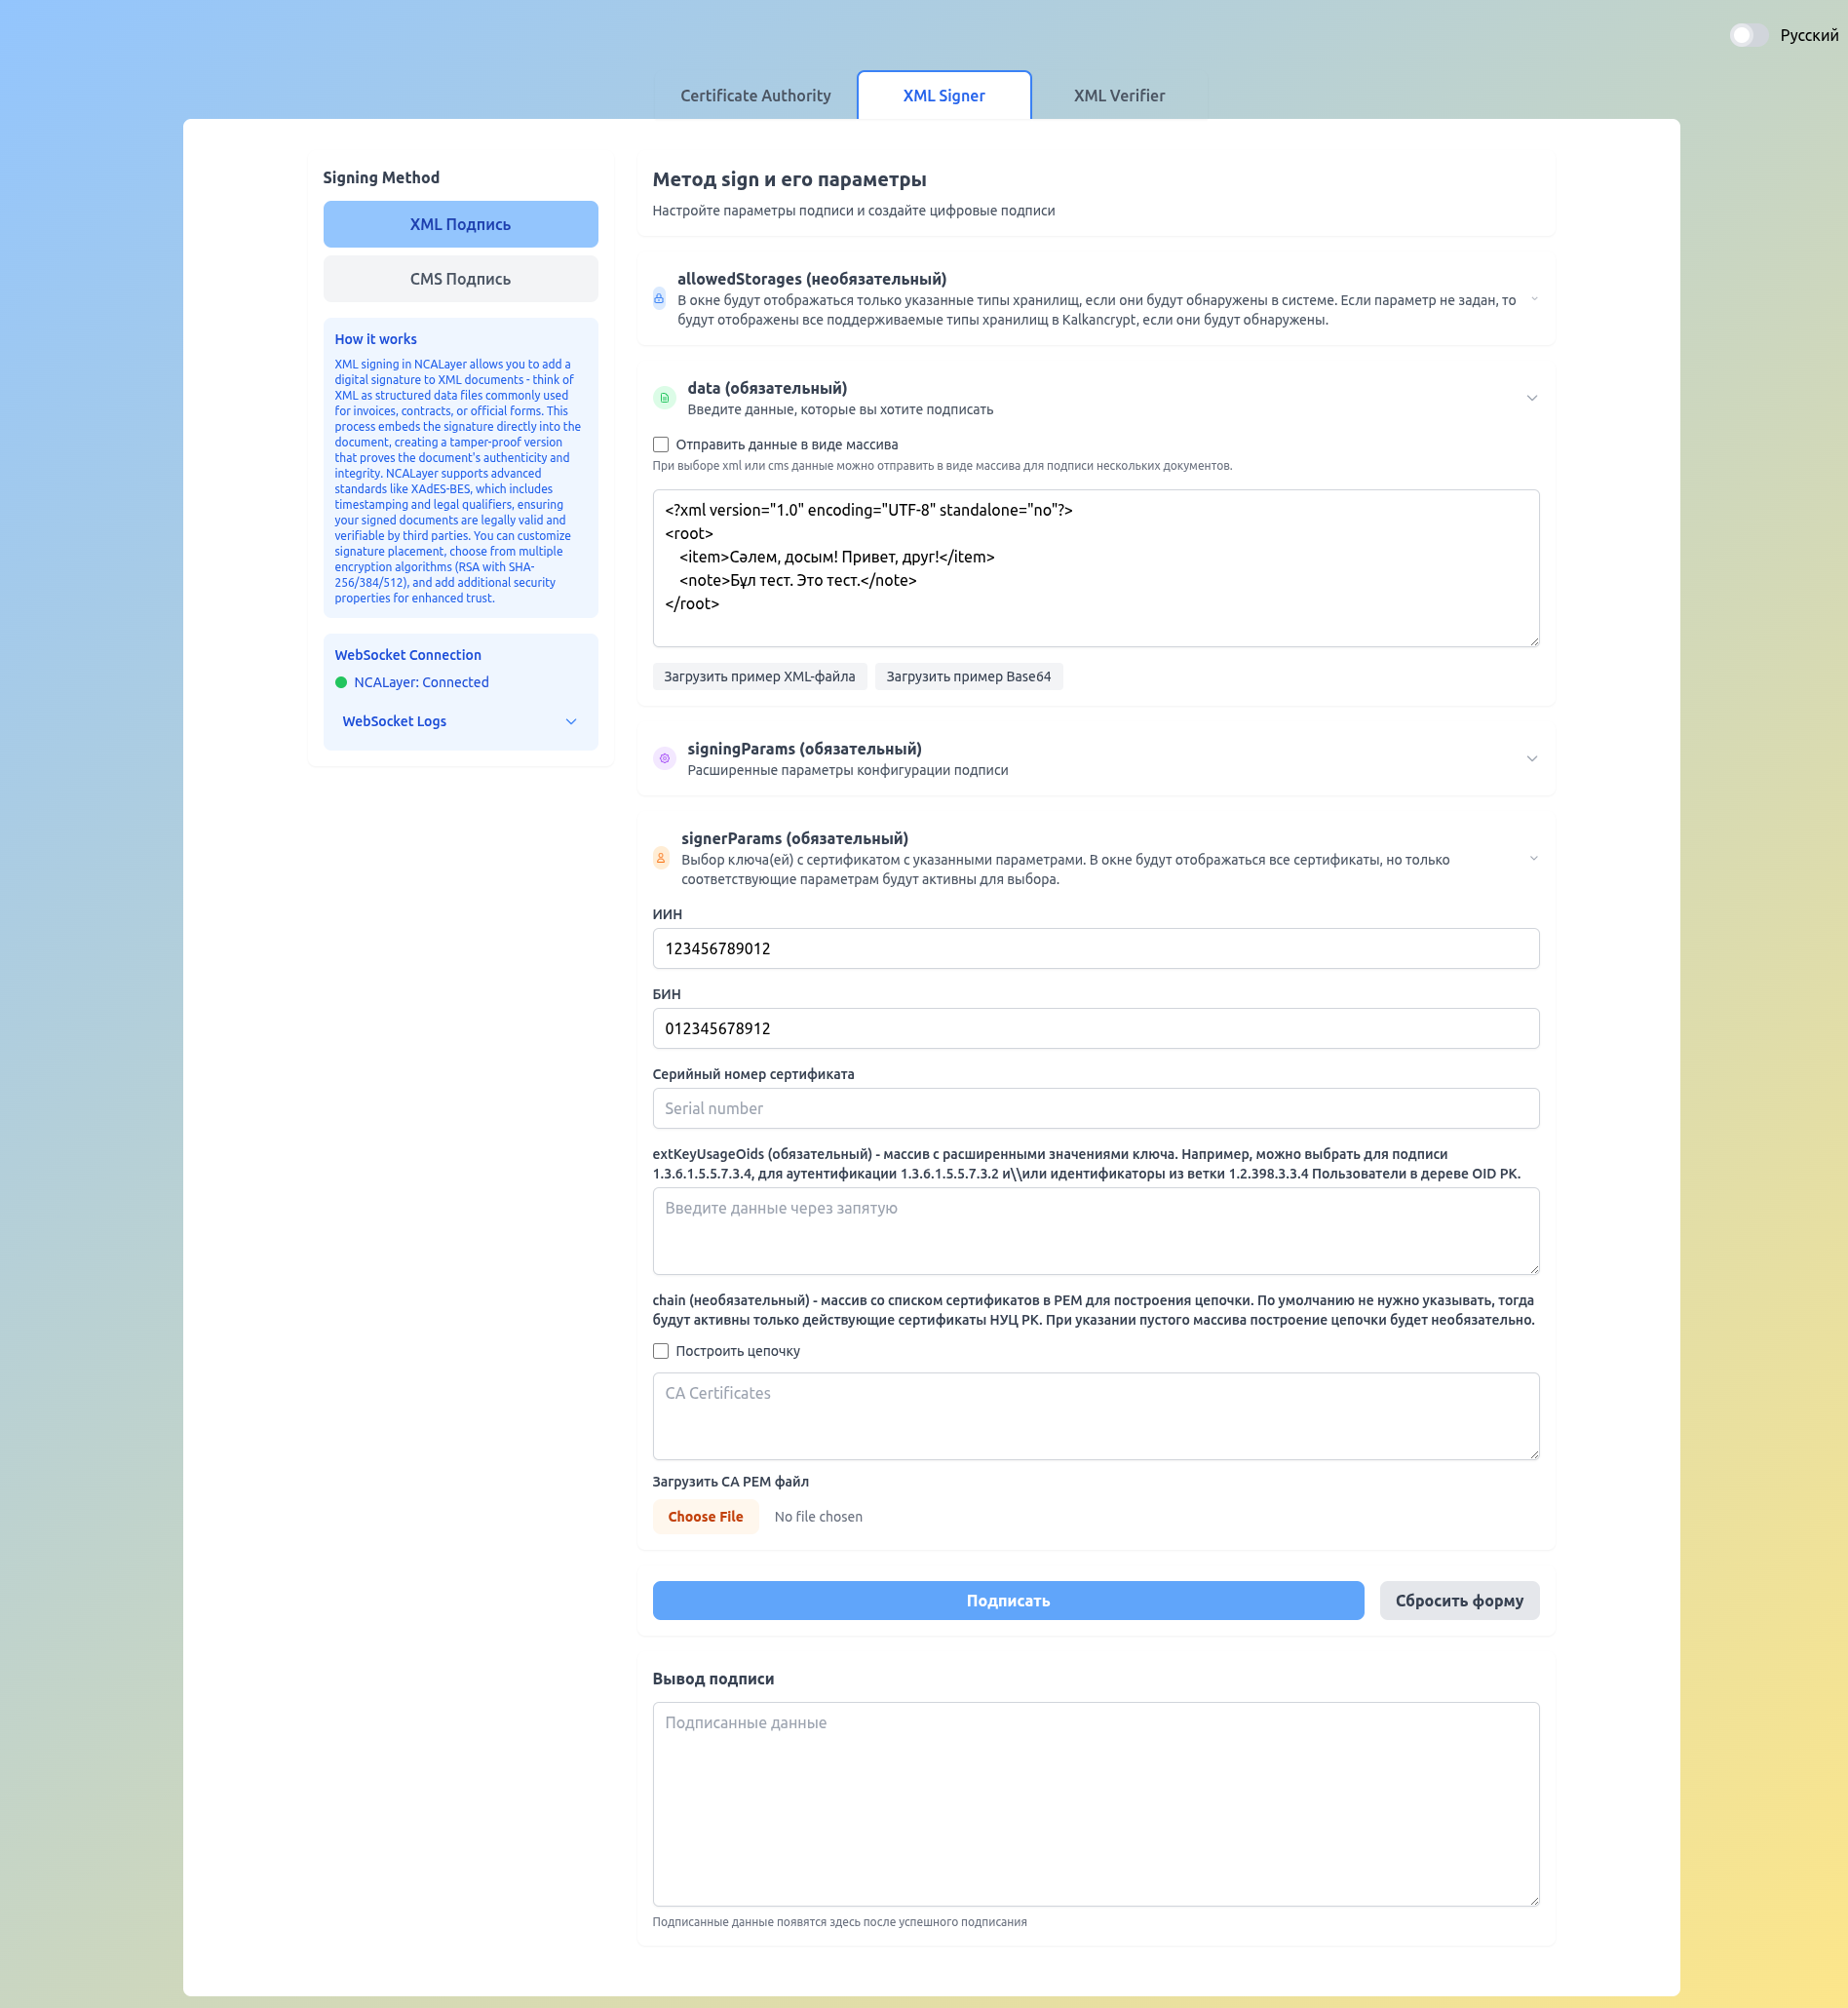 Русский
Certificate Authority
XML Signer
XML Verifier
Signing Method
XML Подпись
CMS Подпись
How it works
XML signing in NCALayer allows you to add a
digital signature to XML documents - think of
XML as structured data files commonly used
for invoices, contracts, or official forms. This
process embeds the signature directly into the
document, creating a tamper-proof version
that proves the document's authenticity and
integrity. NCALayer supports advanced
standards like XAdES-BES, which includes
timestamping and legal qualifiers, ensuring
your signed documents are legally valid and
verifiable by third parties. You can customize
signature placement, choose from multiple
encryption algorithms (RSA with SHA-
256/384/512), and add additional security
properties for enhanced trust.
WebSocket Connection
NCALayer: Connected
WebSocket Logs
Метод sign и его параметры
Настройте параметры подписи и создайте цифровые подписи
allowedStorages (необязательный)
В окне будут отображаться только указанные типы хранилищ, если они будут обнаружены в системе. Если параметр не задан, то
будут отображены все поддерживаемые типы хранилищ в Kalkancrypt, если они будут обнаружены.
data (обязательный)
Введите данные, которые вы хотите подписать
Отправить данные в виде массива
При выборе xml или cms данные можно отправить в виде массива для подписи нескольких документов.
<?xml version="1.0" encoding="UTF-8" standalone="no"?>
<root>
<item>Сәлем, досым! Привет, друг!</item>
<note>Бұл тест. Это тест.</note>
</root>
Загрузить пример XML-файла
Загрузить пример Base64
signingParams (обязательный)
Расширенные параметры конфигурации подписи
signerParams (обязательный)
Выбор ключа(ей) с сертификатом с указанными параметрами. В окне будут отображаться все сертификаты, но только
соответствующие параметрам будут активны для выбора.
ИИН
123456789012
БИН
012345678912
Серийный номер сертификата
Serial number
extKeyUsageOids (обязательный) - массив с расширенными значениями ключа. Например, можно выбрать для подписи
1.3.6.1.5.5.7.3.4, для аутентификации 1.3.6.1.5.5.7.3.2 и\\или идентификаторы из ветки 1.2.398.3.3.4 Пользователи в дереве OID РК.
Введите данные через запятую
chain (необязательный) - массив со списком сертификатов в PEM для построения цепочки. По умолчанию не нужно указывать, тогда
будут активны только действующие сертификаты НУЦ РК. При указании пустого массива построение цепочки будет необязательно.
Построить цепочку
CA Certificates
Загрузить CA PEM файл
Choose File
No file chosen
Подписать
Сбросить форму
Вывод подписи
Подписанные данные
Подписанные данные появятся здесь после успешного подписания